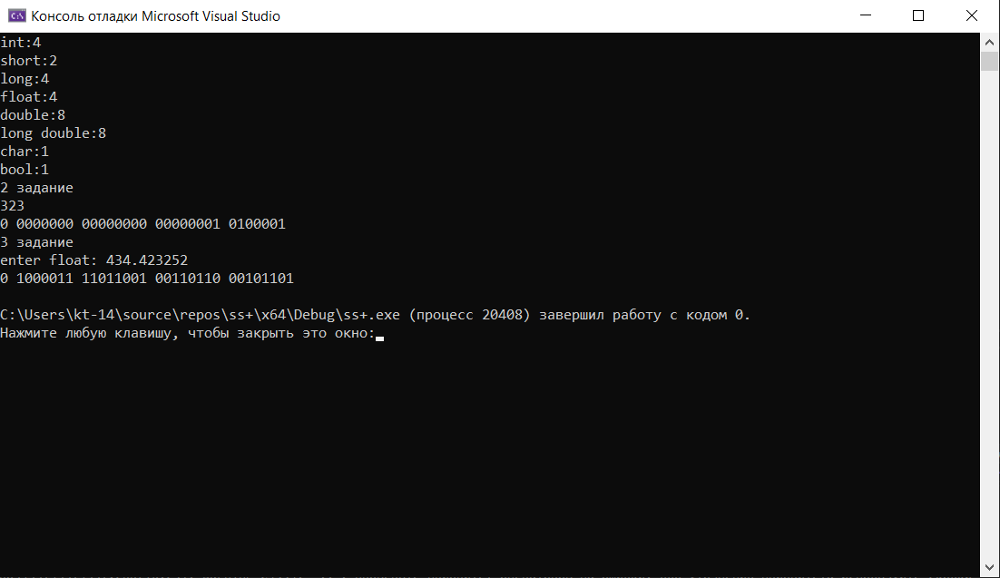 Консоль отладки Microsoft Visual Studio
int:4
short:2
long:4
float:4
double:8
long double:8
char:1
bool:1
2 задание
323
0 0000000 00000000 00000001 0100001
3 задание
enter float: 434.423252
0 1000011 11011001 00110110 00101101
C:\Users\kt-14\source\repos\ss+\x64\Debug\ss+.exe (процесс 20408) завершил работу с кодом 0.
Нажмите любую клавишу, чтобы закрыть это окно: